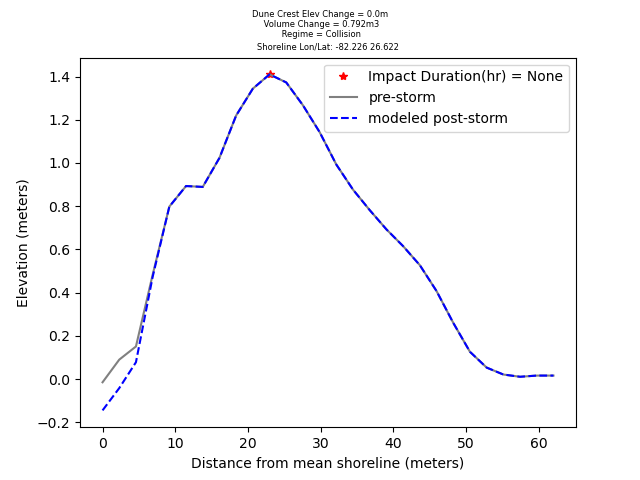 Dune Crest Elev Change = 0.0m
Volume Change = 0.792m3
Regime = Collision
Shoreline Lon/Lat: -82.226 26.622
Impact Duration(hr) = None
pre-storm
modeled post-storm
1.4
1.2
1.0
0.8
0.6
0.4
0.2
0.0
−0.2
Elevation (meters)
0 10 20 30 40 50 60
Distance from mean shoreline (meters)